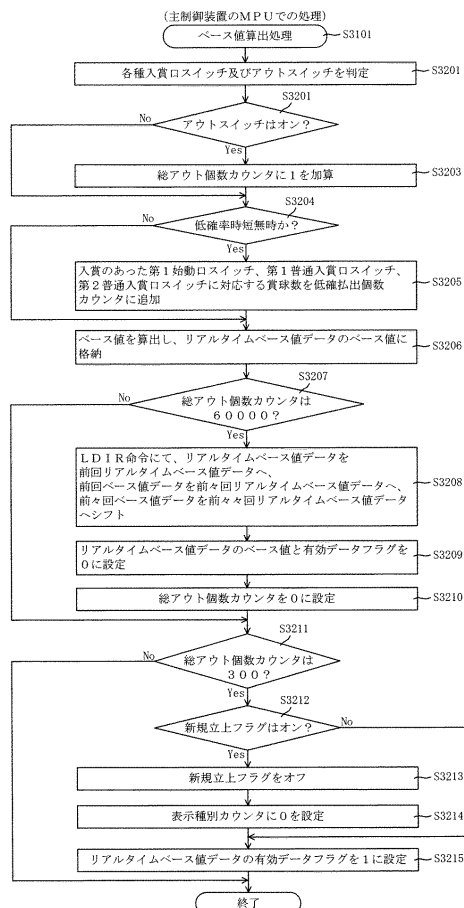 (主制御装置のMPUでの処理)
ベース値算出処理
S3101
各種入賞口スイッチ及びアウトスイッチを判定
S3201
S3201
アウトスイッチはオン?
No
Yes
総アウト個数カウンタに1を加算
S3203
S3204
低確率時短無時か?
No
Yes
入賞のあった第1始動口スイッチ、第1普通入賞口スイッチ、
第2普通入賞口スイッチに対応する賞球数を低確払出個数
カウンタに追加
S3205
ベース値を算出し、リアルタイムベース値データのベース値に
格納
S3206
S3207
総アウト個数カウンタは
60000?
No
Yes
LDIR命令にて、リアルタイムベース値データを
前回リアルタイムベース値データへ、
前回ベース値データを前々回リアルタイムベース値データへ、
前々回ベース値データを前々々回リアルタイムベース値データ
へシフト
S3208
リアルタイムベース値データのベース値と有効データフラグを
0に設定
S3209
総アウト個数カウンタを0に設定
S3210
S3211
総アウト個数カウンタは
300?
No
Yes
S3212
新規立上フラグはオン?
No
Yes
新規立上フラグをオフ
S3213
表示種別カウンタに0を設定
S3214
リアルタイムベース値データの有効データフラグを1に設定
S3215
終了